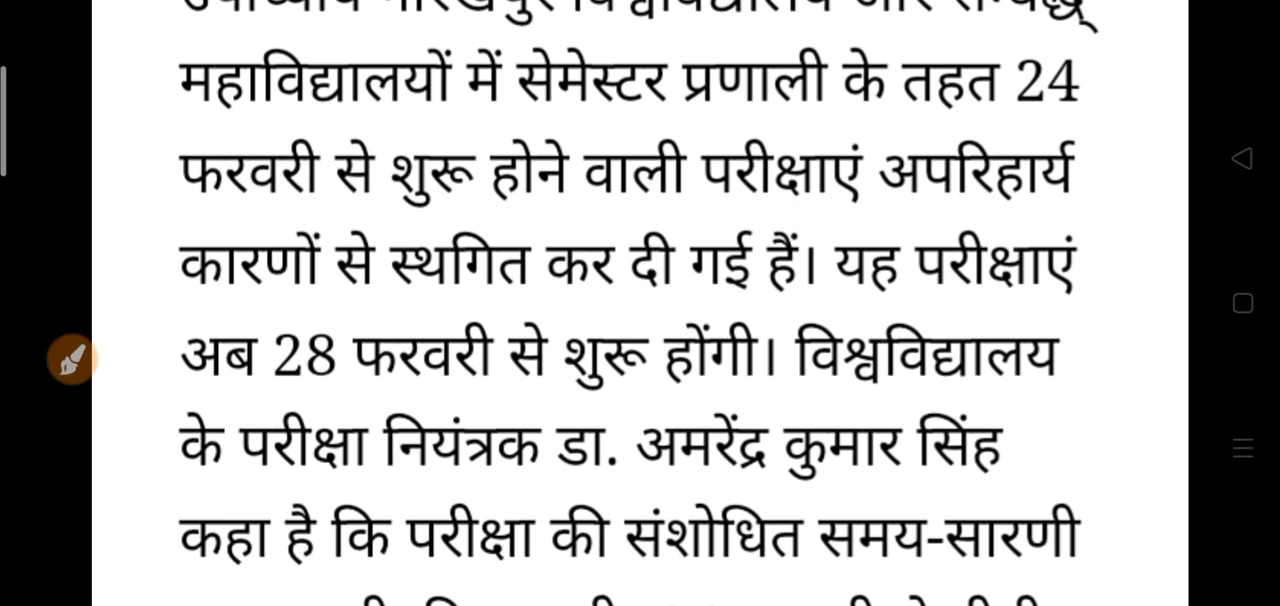 महाविद्यालयों में सेमेस्टर प्रणाली के तहत 24
फरवरी से शुरू होने वाली परीक्षाएं अपरिहार्य
कारणों से स्थगित कर दी गई हैं। यह परीक्षाएं
अब 28 फरवरी से शुरू होंगी। विश्वविद्यालय
के परीक्षा नियंत्रक डा. अमरेंद्र कुमार सिंह
कहा है कि परीक्षा की संशोधित समय-सारणी